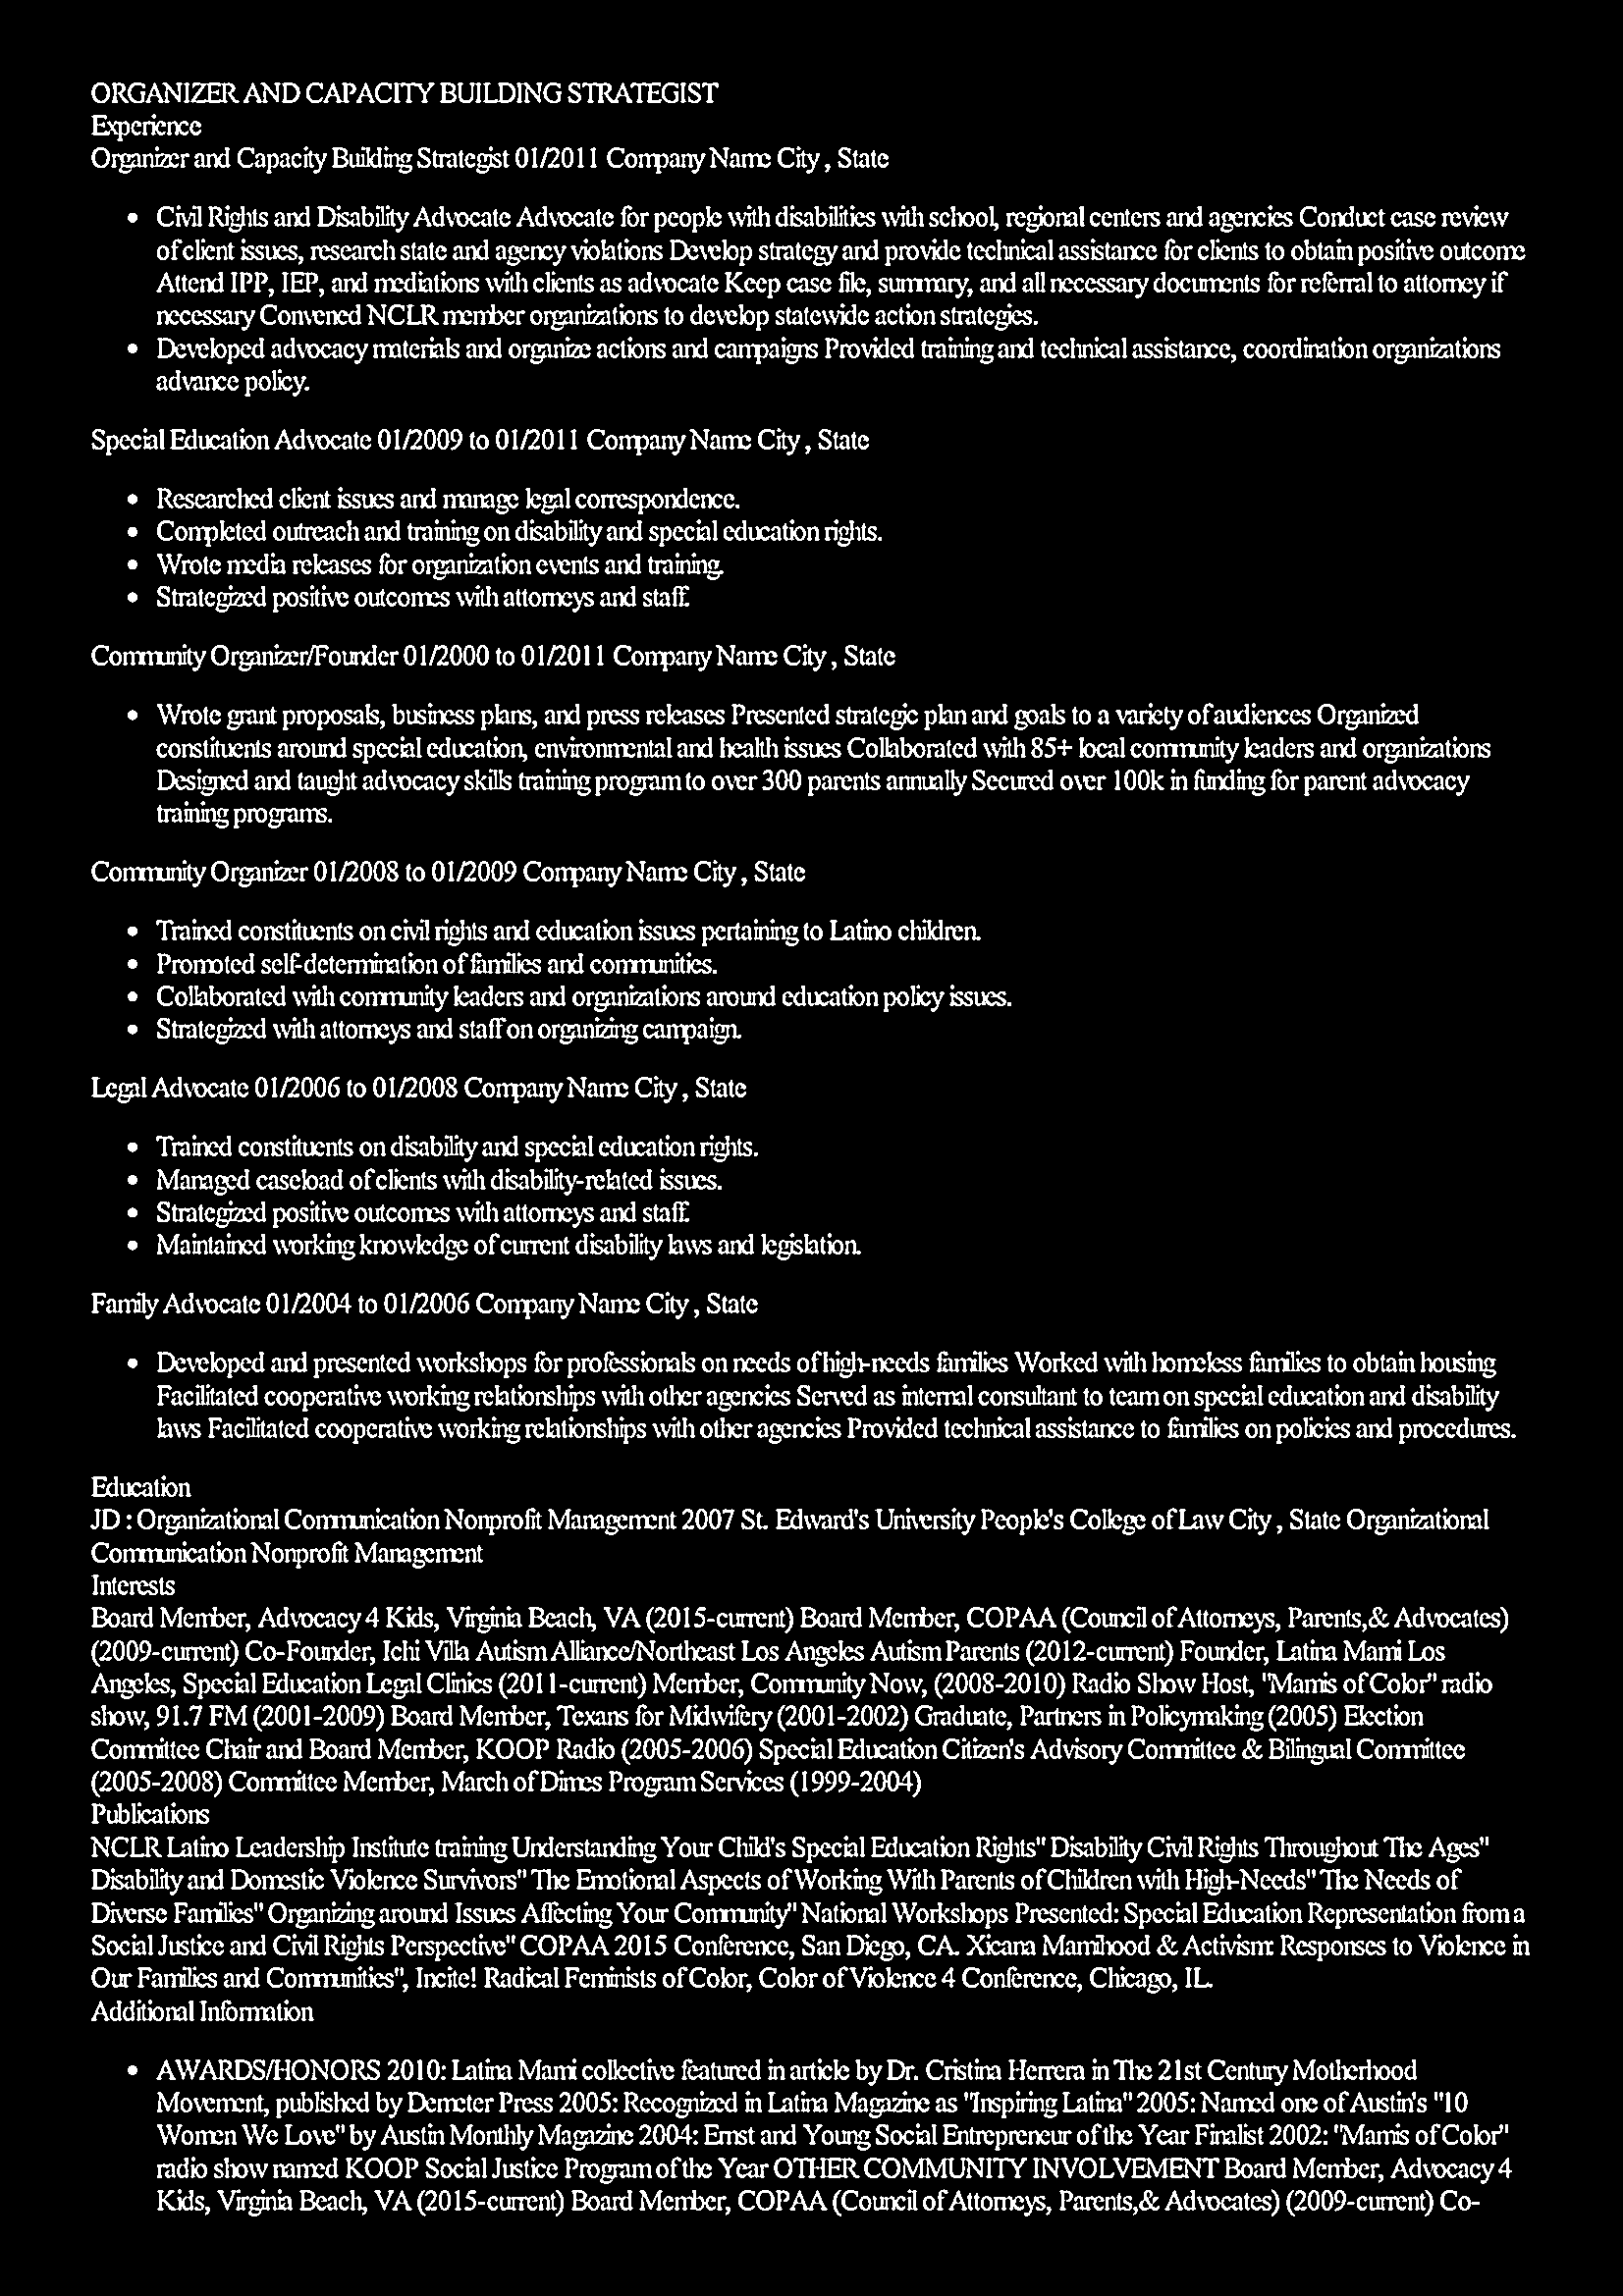 ORGANIZER AND CAPACITY BUILDING STRATEGIST
Experience
Organizer and Capacity Building Strategist 01/2011 Company Name City , State
• Civil Rights and Disability Advocate Advocate for people with disabilities with school, regional centers and agencies Conduct case review
of client issues, research state and agency violations Develop strategy and provide technical assistance for clients to obtain positive outcome
Attend IPP, IEP, and mediations with clients as advocate Keep case file, summary, and all necessary documents for referral to attorney if
necessary Convened NCLR member organizations to develop statewide action strategies.
• Developed advocacy materials and organize actions and campaigns Provided training and technical assistance, coordination organizations
advance policy.
Special Education Advocate 01/2009 to 01/2011 Company Name City , State
• Researched client issues and manage legal correspondence.
• Completed outreach and training on disability and special education rights.
• Wrote media releases for organization events and training.
• Strategized positive outcomes with attorneys and staff.
Community Organizer/Founder 01/2000 to 01/2011 Company Name City , State
• Wrote grant proposals, business plans, and press releases Presented strategic plan and goals to a variety of audiences Organized
constituents around special education, environmental and health issues Collaborated with 85+ local community leaders and organizations
Designed and taught advocacy skills training program to over 300 parents annually Secured over 100k in funding for parent advocacy
training programs.
Community Organizer 01/2008 to 01/2009 Company Name City , State
• Trained constituents on civil rights and education issues pertaining to Latino children.
• Promoted self-determination of families and communities.
• Collaborated with community leaders and organizations around education policy issues.
• Strategized with attorneys and staff on organizing campaign.
Legal Advocate 01/2006 to 01/2008 Company Name City , State
• Trained constituents on disability and special education rights.
• Managed caseload of clients with disability-related issues.
• Strategized positive outcomes with attorneys and staff.
• Maintained working knowledge of current disability laws and legislation.
Family Advocate 01/2004 to 01/2006 Company Name City , State
• Developed and presented workshops for professionals on needs of high-needs families Worked with homeless families to obtain housing
Facilitated cooperative working relationships with other agencies Served as internal consultant to team on special education and disability
laws Facilitated cooperative working relationships with other agencies Provided technical assistance to families on policies and procedures.
Education
JD : Organizational Communication Nonprofit Management 2007 St. Edward's University People's College of Law City , State Organizational
Communication Nonprofit Management
Interests
Board Member, Advocacy 4 Kids, Virginia Beach, VA (2015-current) Board Member, COPAA (Council of Attorneys, Parents,& Advocates)
(2009-current) Co-Founder, Ichi Villa Autism Alliance/Northeast Los Angeles Autism Parents (2012-current) Founder, Latina Mami Los
Angeles, Special Education Legal Clinics (2011-current) Member, Community Now, (2008-2010) Radio Show Host, "Mamis of Color" radio
show, 91.7 FM (2001-2009) Board Member, Texans for Midwifery (2001-2002) Graduate, Partners in Policymaking (2005) Election
Committee Chair and Board Member, KOOP Radio (2005-2006) Special Education Citizen's Advisory Committee & Bilingual Committee
(2005-2008) Committee Member, March of Dimes Program Services (1999-2004)
Publications
NCLR Latino Leadership Institute training Understanding Your Child's Special Education Rights" Disability Civil Rights Throughout The Ages"
Disability and Domestic Violence Survivors" The Emotional Aspects of Working With Parents of Children with High-Needs" The Needs of
Diverse Families" Organizing around Issues Affecting Your Community" National Workshops Presented: Special Education Representation from a
Social Justice and Civil Rights Perspective" COPAA 2015 Conference, San Diego, CA. Xicana Mamihood & Activism: Responses to Violence in
Our Families and Communities", Incite! Radical Feminists of Color, Color of Violence 4 Conference, Chicago, IL.
Additional Information
• AWARDS/HONORS 2010: Latina Mami collective featured in article by Dr. Cristina Herrera in The 21st Century Motherhood
Movement, published by Demeter Press 2005: Recognized in Latina Magazine as "Inspiring Latina" 2005: Named one of Austin's "10
Women We Love" by Austin Monthly Magazine 2004: Ernst and Young Social Entrepreneur of the Year Finalist 2002: "Mamis of Color"
radio show named KOOP Social Justice Program of the Year OTHER COMMUNITY INVOLVEMENT Board Member, Advocacy 4
Kids, Virginia Beach, VA (2015-current) Board Member, COPAA (Council of Attorneys, Parents,& Advocates) (2009-current) Co-